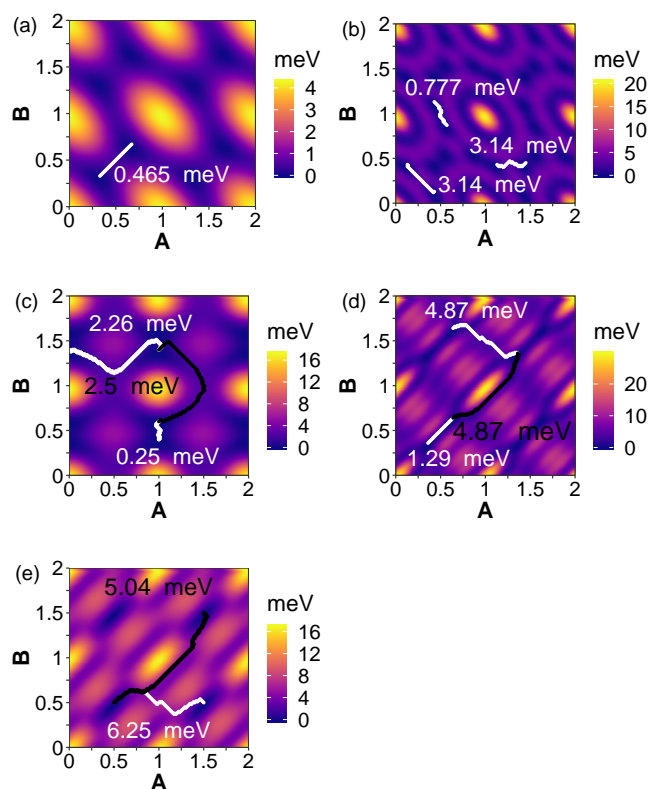 (a)
meV
2
1.5
1
0.5
0
B
0.465 meV
0 0.5 1 1.5 2
A
4
3
2
1
0
(b)
meV
2
1.5
1
0.5
0
B
0.777 meV
3.14 meV
3.14 meV
0 0.5 1 1.5 2
A
20
15
10
5
0
(c)
meV
2
1.5
1
0.5
0
B
2.26 meV
2.5 meV
0.25 meV
0 0.5 1 1.5 2
A
16
12
8
4
0
(d)
meV
2
1.5
1
0.5
0
B
4.87 meV
4.87 meV
1.29 meV
0 0.5 1 1.5 2
A
20
10
0
(e)
meV
2
1.5
1
0.5
0
B
5.04 meV
6.25 meV
0 0.5 1 1.5 2
A
16
12
8
4
0